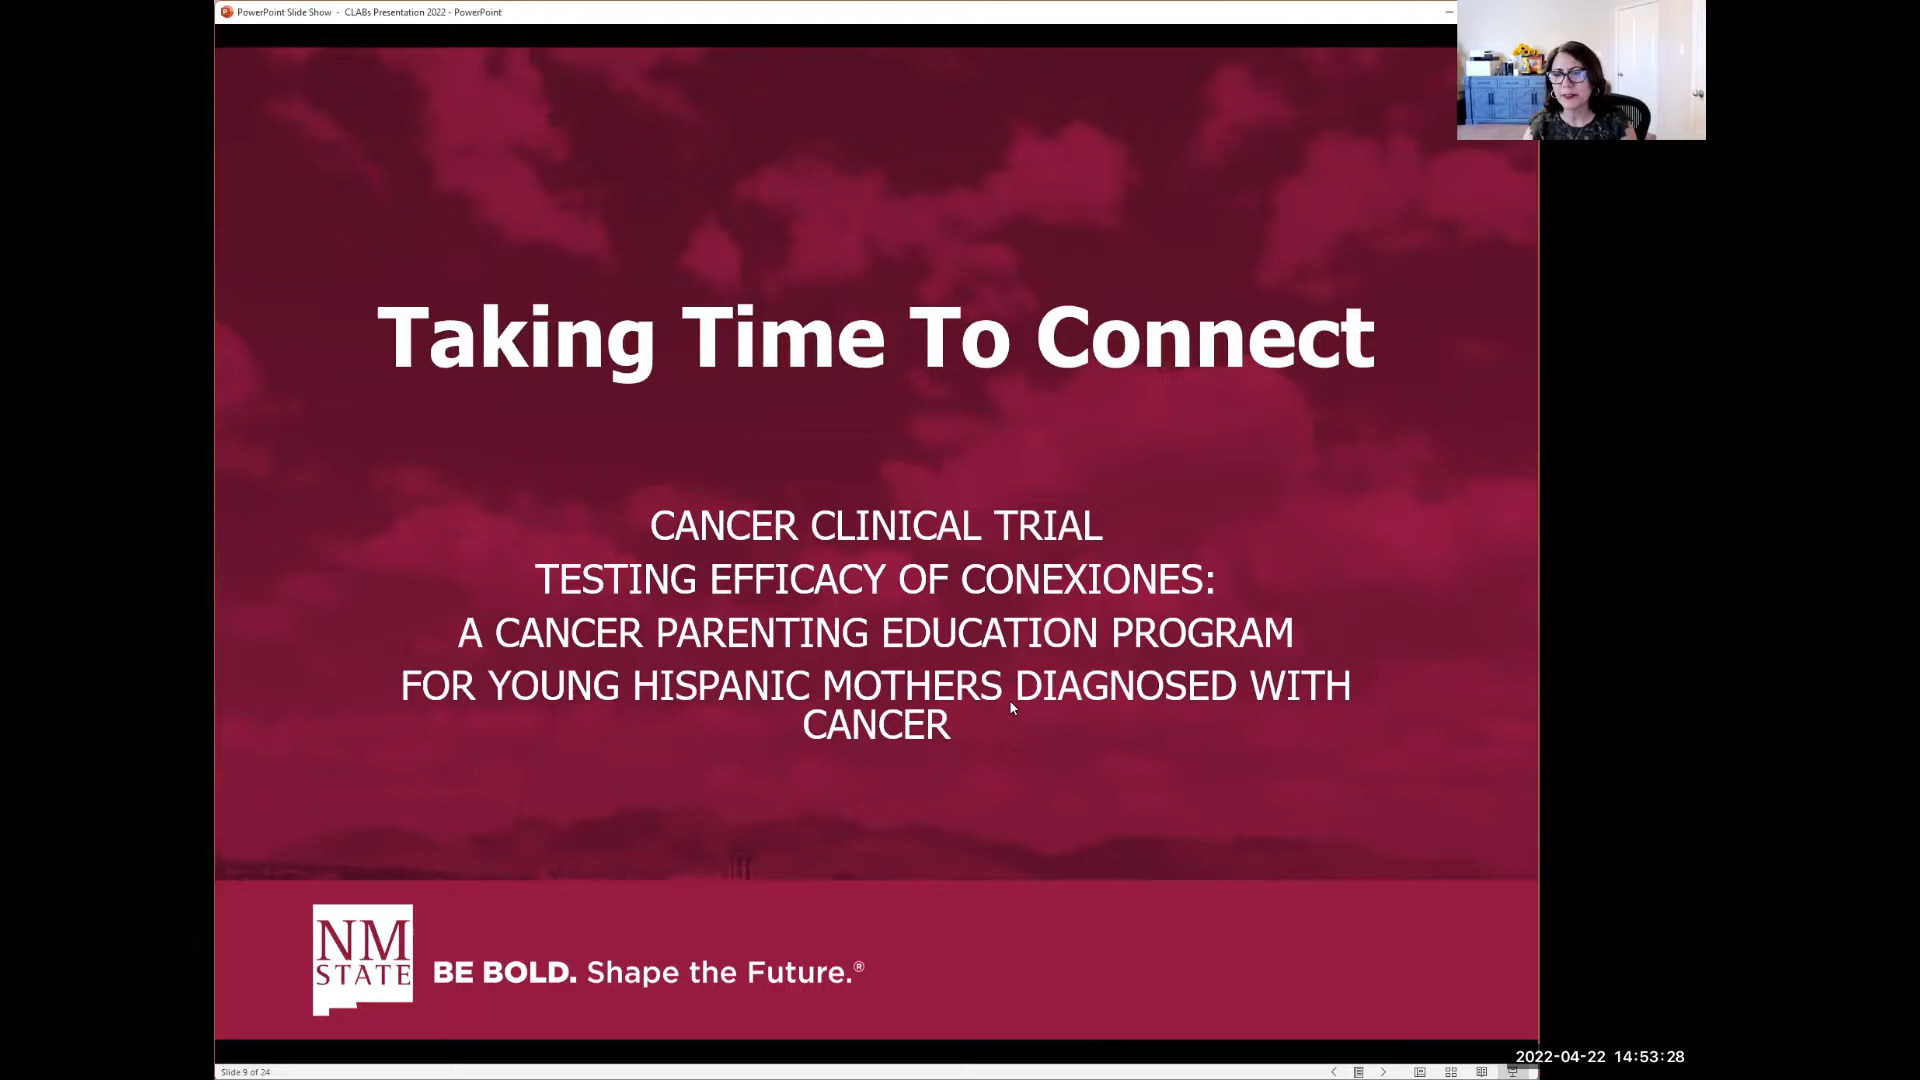 PowerPoint Slide Show - CLABs Presentation 2022 - PowerPoint
Taking Time To Connect
CANCER CLINICAL TRIAL
TESTING EFFICACY OF CONEXIONES:
A CANCER PARENTING EDUCATION PROGRAM
FOR YOUNG HISPANIC MOTHERS DIAGNOSED WITH
CANCER
NM
STATE
BE BOLD. Shape the Future.®
2022-04-22 14:53:28
Slide 9 of 24